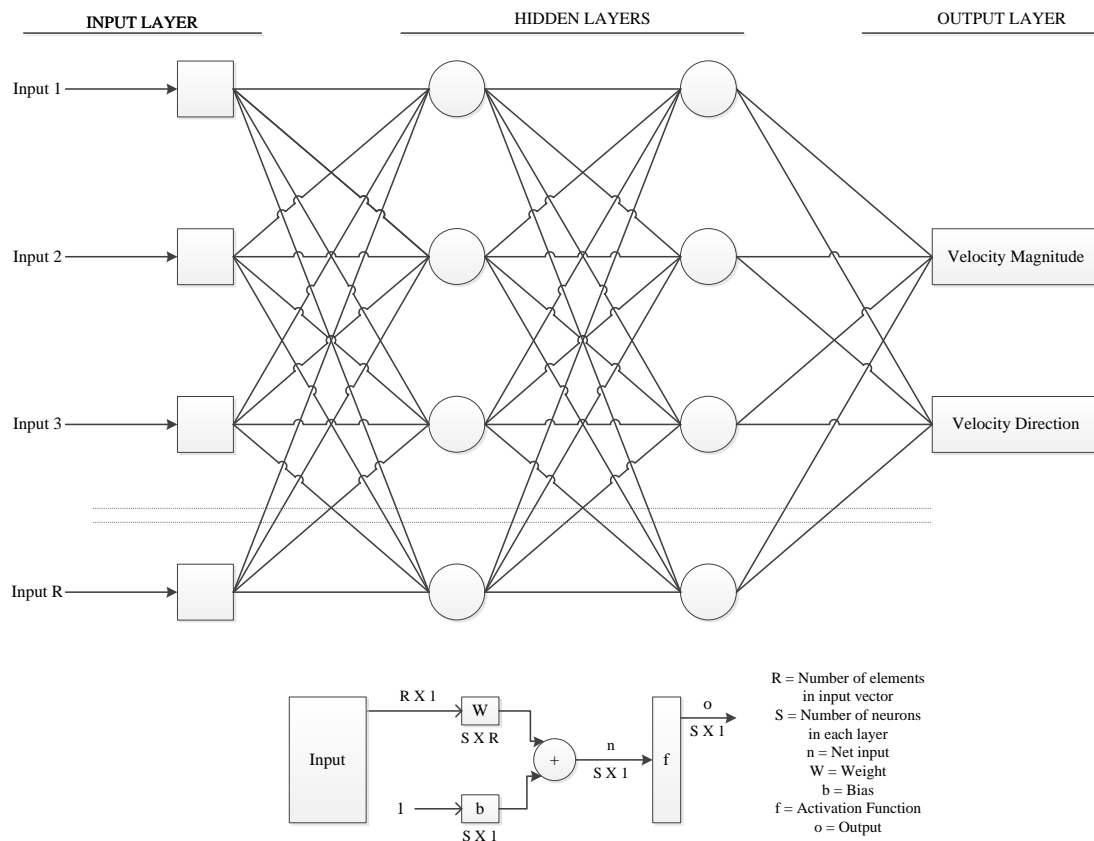 INPUT LAYER
HIDDEN LAYERS
OUTPUT LAYER
Input 1
Input 2
Velocity Magnitude
Input 3
Velocity Direction
Input R
Input
R X 1
W
S X R
1
b
S X 1
+
n
S X 1
f
o
S X 1
R = Number of elements
in input vector
S = Number of neurons
in each layer
n = Net input
W = Weight
b = Bias
f = Activation Function
o = Output